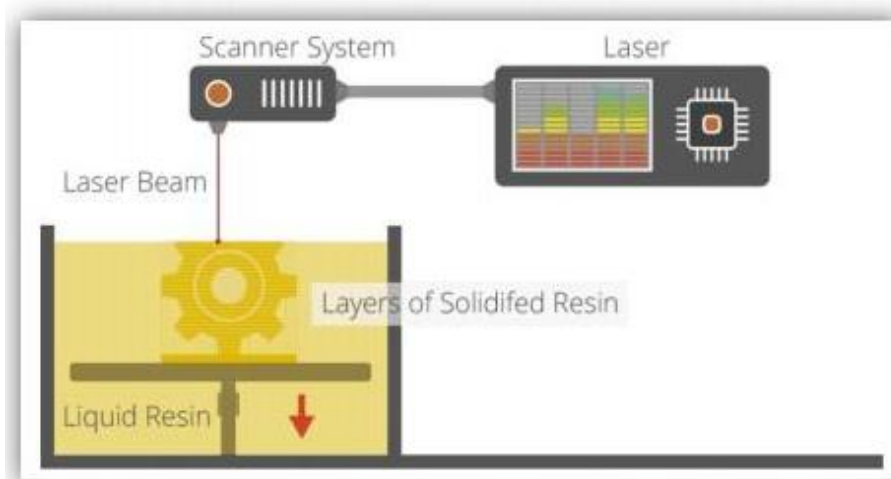 Scanner System
Laser
Laser Beam
Layers of Solidifed Resin
Liquid Resin